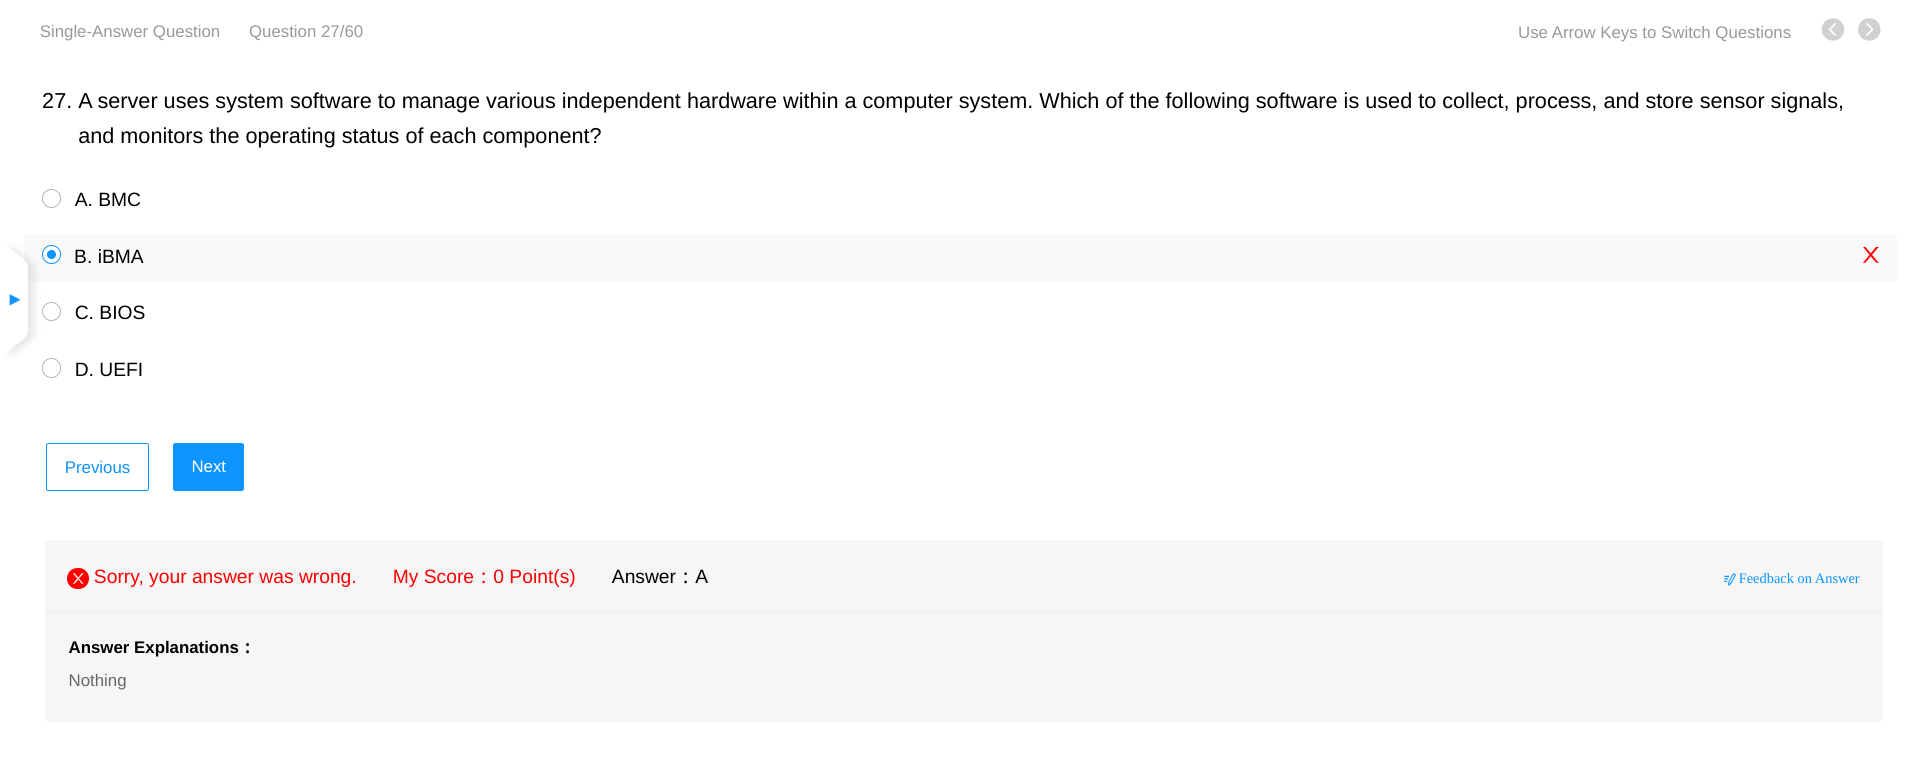 Single-Answer Question Question 27/60 Use Arrow Keys to Switch Questions
27. A server uses system software to manage various independent hardware within a computer system. Which of the following software is used to collect, process, and store sensor signals,
and monitors the operating status of each component?
A. BMC
B. iBMA
C. BIOS
D. UEFI
Previous Next
Sorry, your answer was wrong. My Score：0 Point(s) Answer：A Feedback on Answer
Answer Explanations：
Nothing